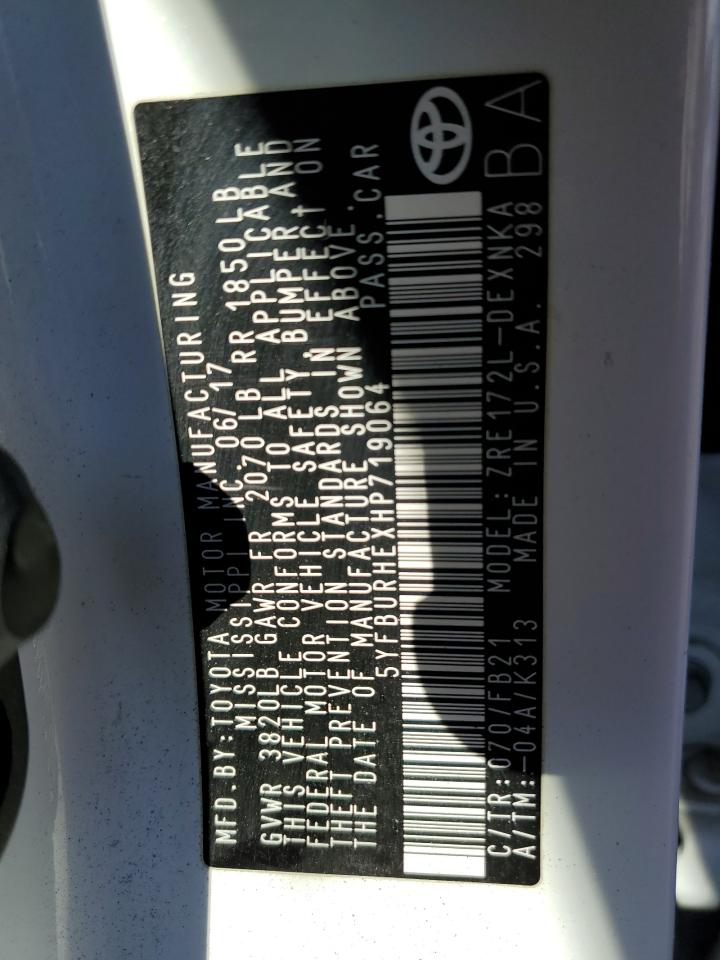 MFD.BY:TOYOTA MOTOR MANUFACTURING
MISSISSIPPI,INC. 06/17
GVWR 3820LB GAWR FR 2070 LB RR 1850 LB
THIS VEHICLE CONFORMS TO ALL APPLICABLE
FEDERAL MOTOR VEHICLE SAFETY, BUMPER AND
THEFT PREVENTION STANDARDS IN EFFECT ON
THE DATE OF MANUFACTURE SHOWN ABOVE.
5YFBURHEXHP719064 PASS.CAR
C/TR:070/FB21 MODEL:ZRE172L-DEXNKA
A/TM:-04A/K313 MADE IN U.S.A. 298 BA